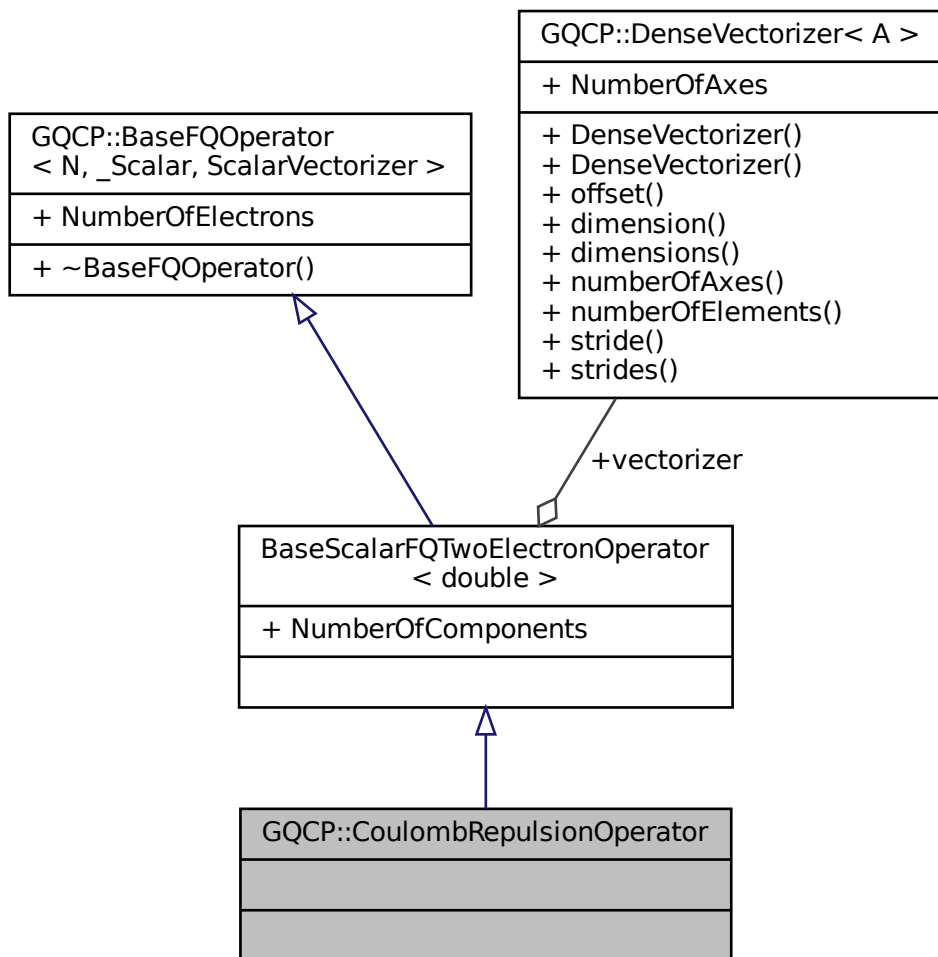 GQCP::DenseVectorizer< A >
+ NumberOfAxes
+ DenseVectorizer()
+ DenseVectorizer()
+ offset()
+ dimension()
+ dimensions()
+ numberOfAxes()
+ numberOfElements()
+ stride()
+ strides()
GQCP::BaseFQOperator
< N, _Scalar, ScalarVectorizer >
+ NumberOfElectrons
+ ~BaseFQOperator()
+vectorizer
BaseScalarFQTwoElectronOperator
< double >
+ NumberOfComponents
GQCP::CoulombRepulsionOperator